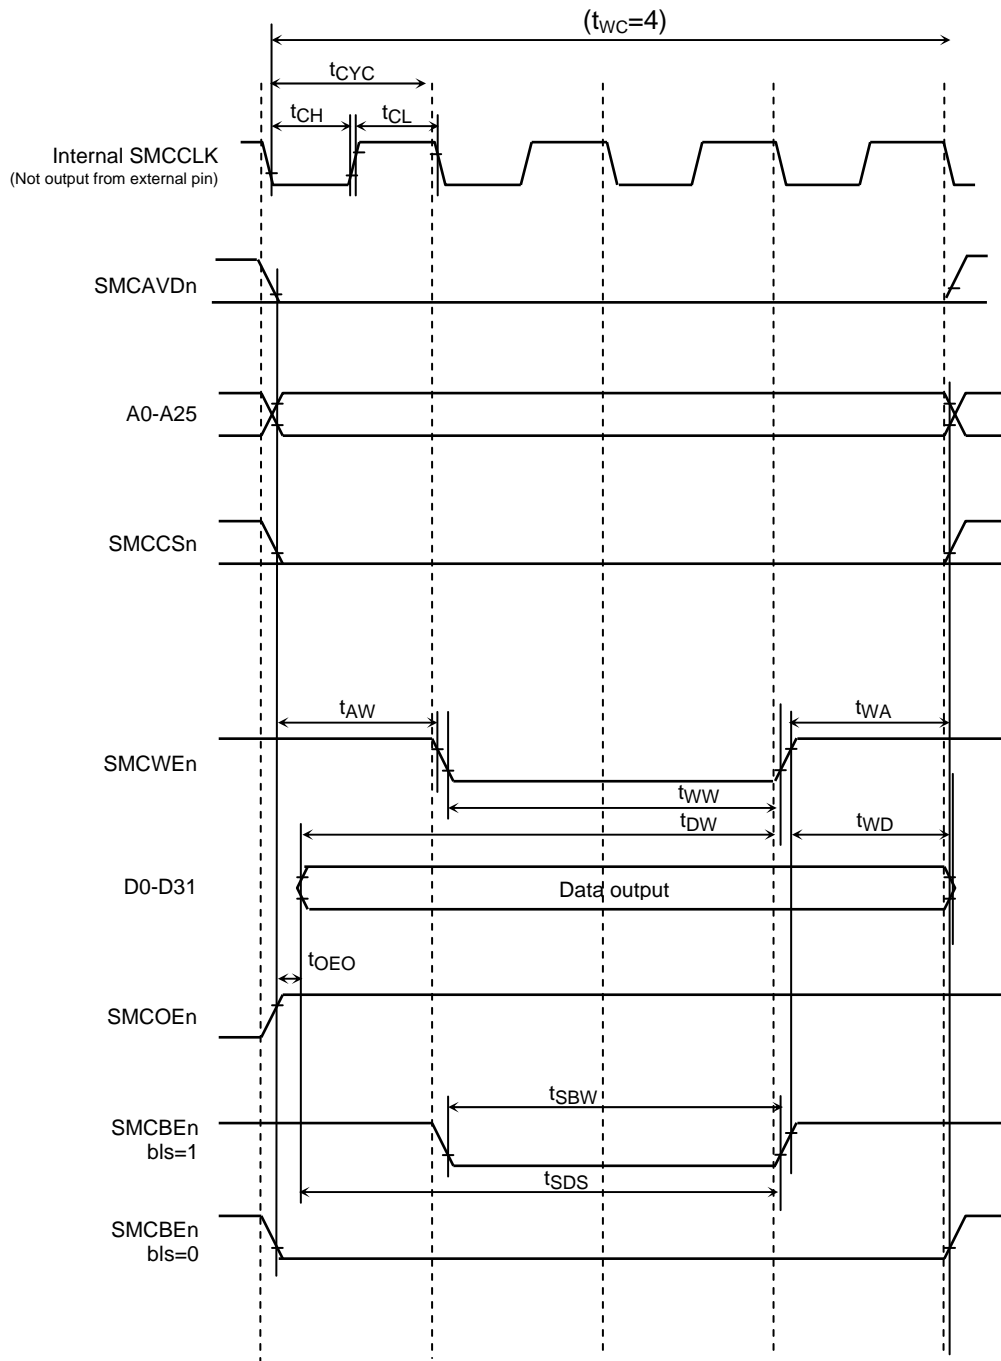 (tWC=4)
tCYC
tCH
tCL
Internal SMCCLK
(Not output from external pin)
SMCAVDn
A0-A25
SMCCSn
tAW
tWA
SMCWEn
tWW
tDW
tWD
D0-D31
Data output
tOEO
SMCOEn
tSBW
SMCBEn
bls=1
tSDS
SMCBEn
bls=0